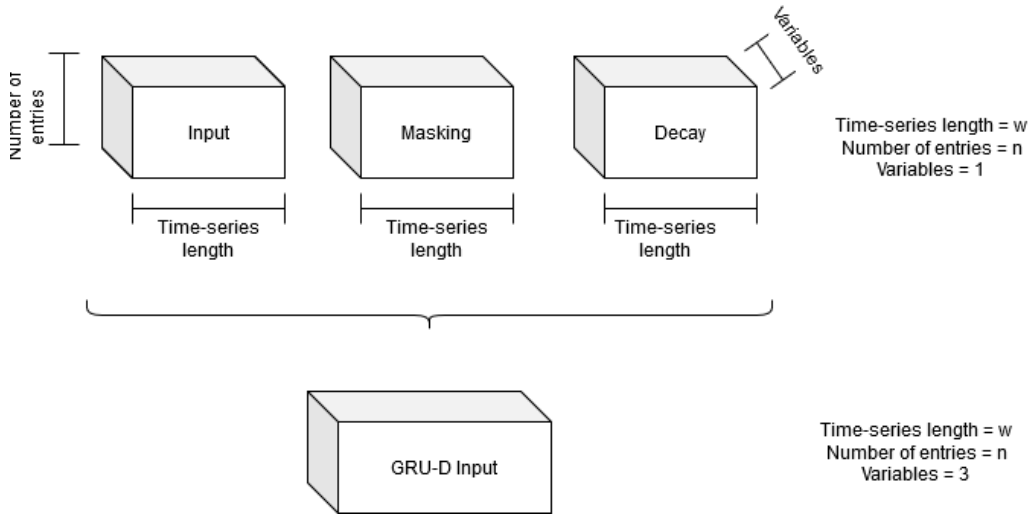 Variables
Number of
entries
Input
Masking
Decay
Time-series length = w
Number of entries = n
Variables = 1
Time-series
length
Time-series
length
Time-series
length
GRU-D Input
Time-series length = w
Number of entries = n
Variables = 3